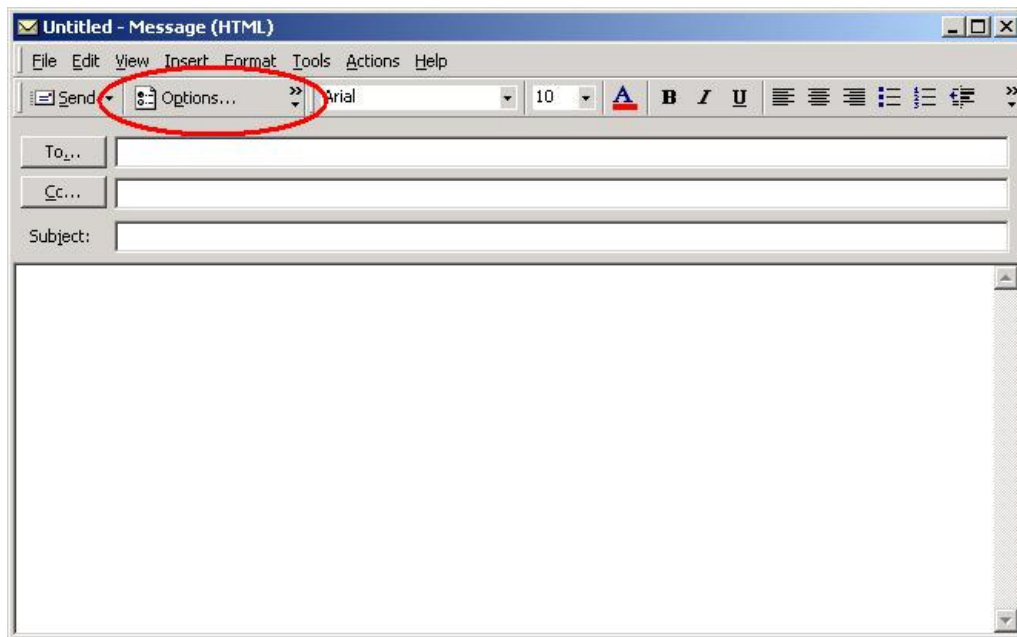 Untitled - Message (HTML)
File Edit View Insert Format Tools Actions Help
Send Options... Arial 10 A B I U
To...
Cc...
Subject: